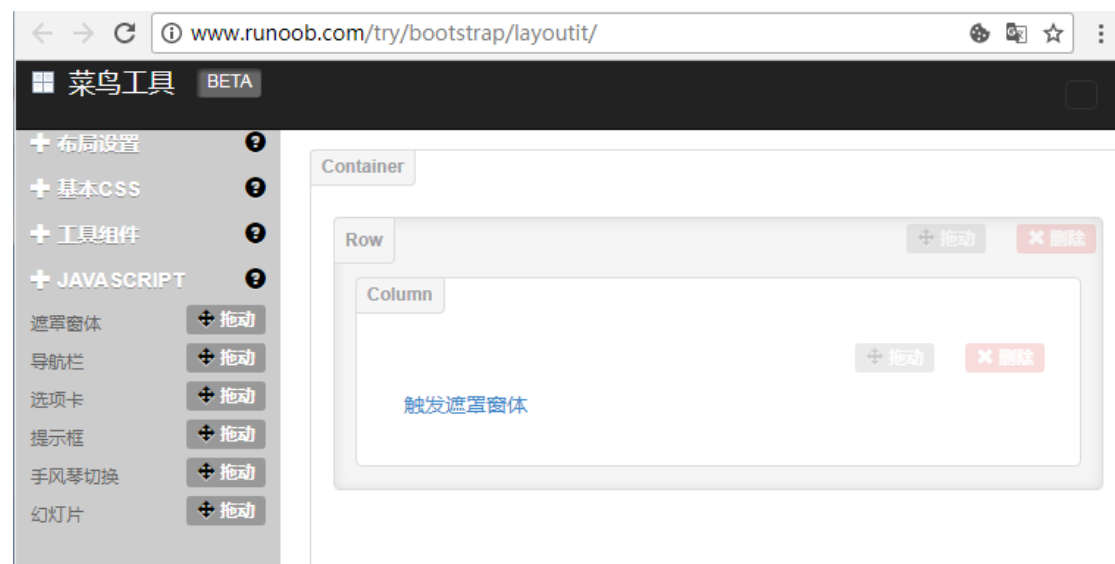 www.runoob.com/try/bootstrap/layoutit/
菜鸟工具 BETA
布局设置
基本CSS
工具组件
JAVASCRIPT
遮罩窗体 拖动
导航栏 拖动
选项卡 拖动
提示框 拖动
手风琴切换 拖动
幻灯片 拖动
Container
Row 拖动 删除
Column
拖动 删除
触发遮罩窗体